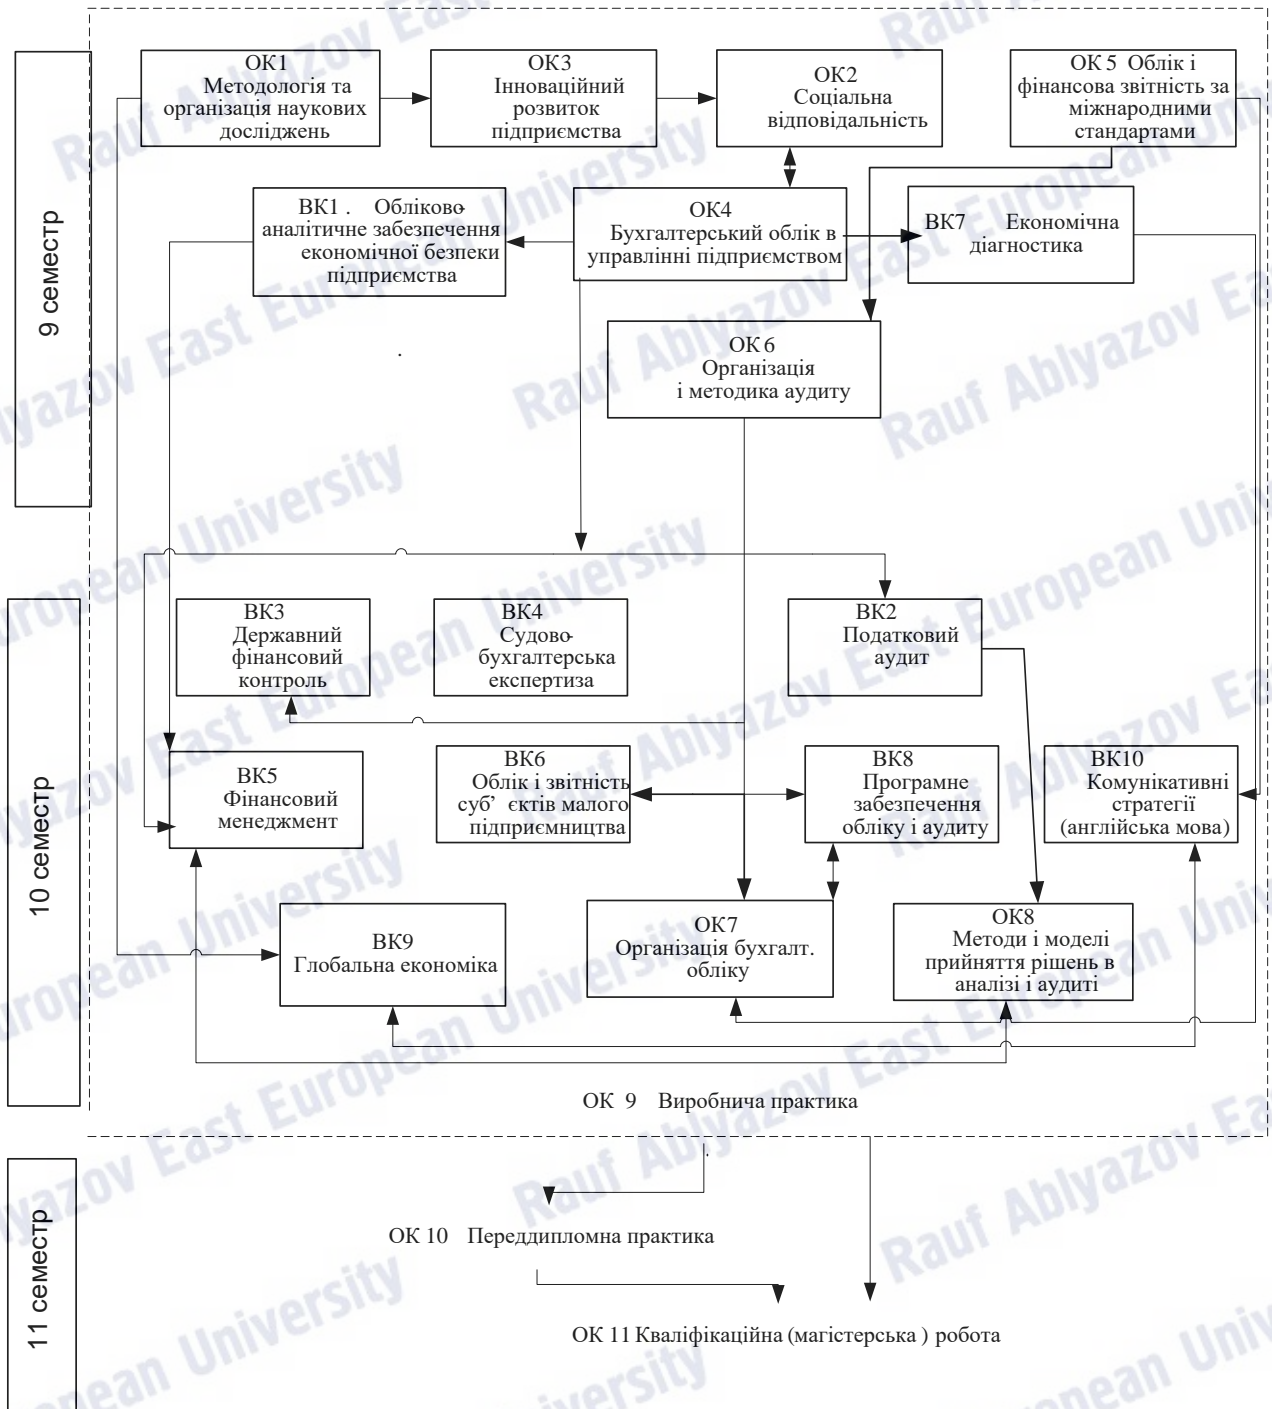 9 семестр
ОК1
Методологія та
організація наукових
досліджень
ОК3
Інноваційний
розвиток
підприємства
ОК2
Соціальна
відповідальність
ОК 5 Облік і
фінансова звітність за
міжнародними
стандартами
ВК1 . Обліково-
аналітичне забезпечення
економічної безпеки
підприємства
ОК4
Бухгалтерський облік в
управлінні підприємством
ВК7 Економічна
діагностика
ОК 6
Організація
і методика аудиту
10 семестр
ВК3
Державний
фінансовий
контроль
ВК4
Судово-
бухгалтерська
експертиза
ВК2
Податковий
аудит
ВК5
Фінансовий
менеджмент
ВК6
Облік і звітність
суб’ єктів малого
підприємництва
ВК8
Програмне
забезпечення
обліку і аудиту
ВК10
Комунікативні
стратегії
(англійська мова)
ВК9
Глобальна економіка
ОК7
Організація бухгалт.
обліку
ОК8
Методи і моделі
прийняття рішень в
аналізі і аудиті
ОК 9 Виробнича практика
11 семестр
ОК 10 Переддипломна практика
ОК 11 Кваліфікаційна (магістерська ) робота
Rauf Ablyazov East European University